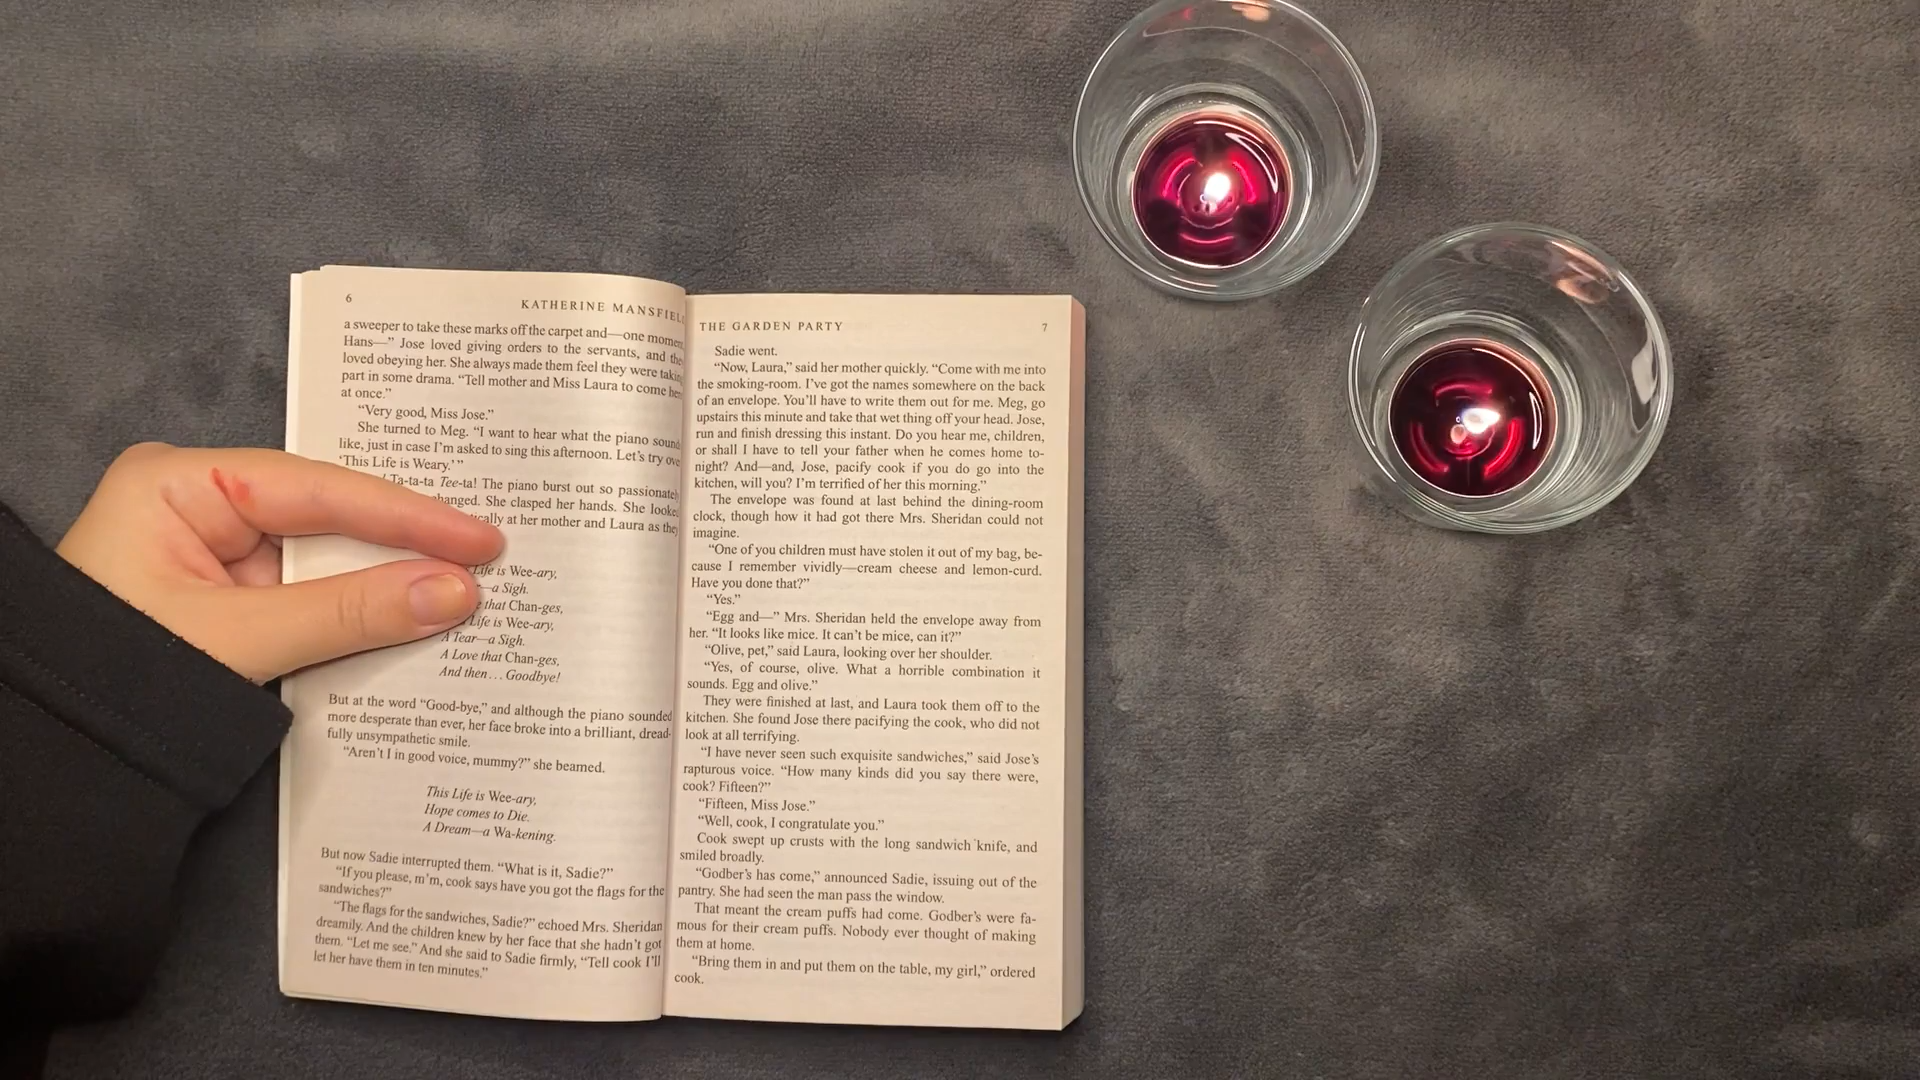 6
KATHERINE MANSFIEL
a sweeper to take these marks off the carpet and—one momen
Hans—” Jose loved giving orders to the servants, and the
loved obeying her. She always made them feel they were takin
part in some drama. “Tell mother and Miss Laura to come her
at once.”
“Very good, Miss Jose.”
She turned to Meg. “I want to hear what the piano sound
like, just in case I’m asked to sing this afternoon. Let’s try ove
‘This Life is Weary.’”
! Ta-ta-ta Tee-ta! The piano burst out so passionatel
hanged. She clasped her hands. She looke
ically at her mother and Laura as they
Life is Wee-ary,
—a Sigh.
that Chan-ges,
Life is Wee-ary,
A Tear—a Sigh.
A Love that Chan-ges,
And then . . . Goodbye!
But at the word “Good-bye,” and although the piano sounded
more desperate than ever, her face broke into a brilliant, dread-
fully unsympathetic smile.
“Aren’t I in good voice, mummy?” she beamed.
This Life is Wee-ary,
Hope comes to Die.
A Dream—a Wa-kening.
But now Sadie interrupted them. “What is it, Sadie?”
“If you please, m’m, cook says have you got the flags for the
sandwiches?”
“The flags for the sandwiches, Sadie?” echoed Mrs. Sheridan
dreamily. And the children knew by her face that she hadn’t got
them. “Let me see.” And she said to Sadie firmly, “Tell cook I’ll
let her have them in ten minutes.”
THE GARDEN PARTY
7
Sadie went.
“Now, Laura,” said her mother quickly. “Come with me into
the smoking-room. I’ve got the names somewhere on the back
of an envelope. You’ll have to write them out for me. Meg, go
upstairs this minute and take that wet thing off your head. Jose,
run and finish dressing this instant. Do you hear me, children,
or shall I have to tell your father when he comes home to-
night? And—and, Jose, pacify cook if you do go into the
kitchen, will you? I’m terrified of her this morning.”
The envelope was found at last behind the dining-room
clock, though how it had got there Mrs. Sheridan could not
imagine.
“One of you children must have stolen it out of my bag, be-
cause I remember vividly—cream cheese and lemon-curd.
Have you done that?”
“Yes.”
“Egg and—” Mrs. Sheridan held the envelope away from
her. “It looks like mice. It can’t be mice, can it?”
“Olive, pet,” said Laura, looking over her shoulder.
“Yes, of course, olive. What a horrible combination it
sounds. Egg and olive.”
They were finished at last, and Laura took them off to the
kitchen. She found Jose there pacifying the cook, who did not
look at all terrifying.
“I have never seen such exquisite sandwiches,” said Jose’s
rapturous voice. “How many kinds did you say there were,
cook? Fifteen?”
“Fifteen, Miss Jose.”
“Well, cook, I congratulate you.”
Cook swept up crusts with the long sandwich knife, and
smiled broadly.
“Godber’s has come,” announced Sadie, issuing out of the
pantry. She had seen the man pass the window.
That meant the cream puffs had come. Godber’s were fa-
mous for their cream puffs. Nobody ever thought of making
them at home.
“Bring them in and put them on the table, my girl,” ordered
cook.